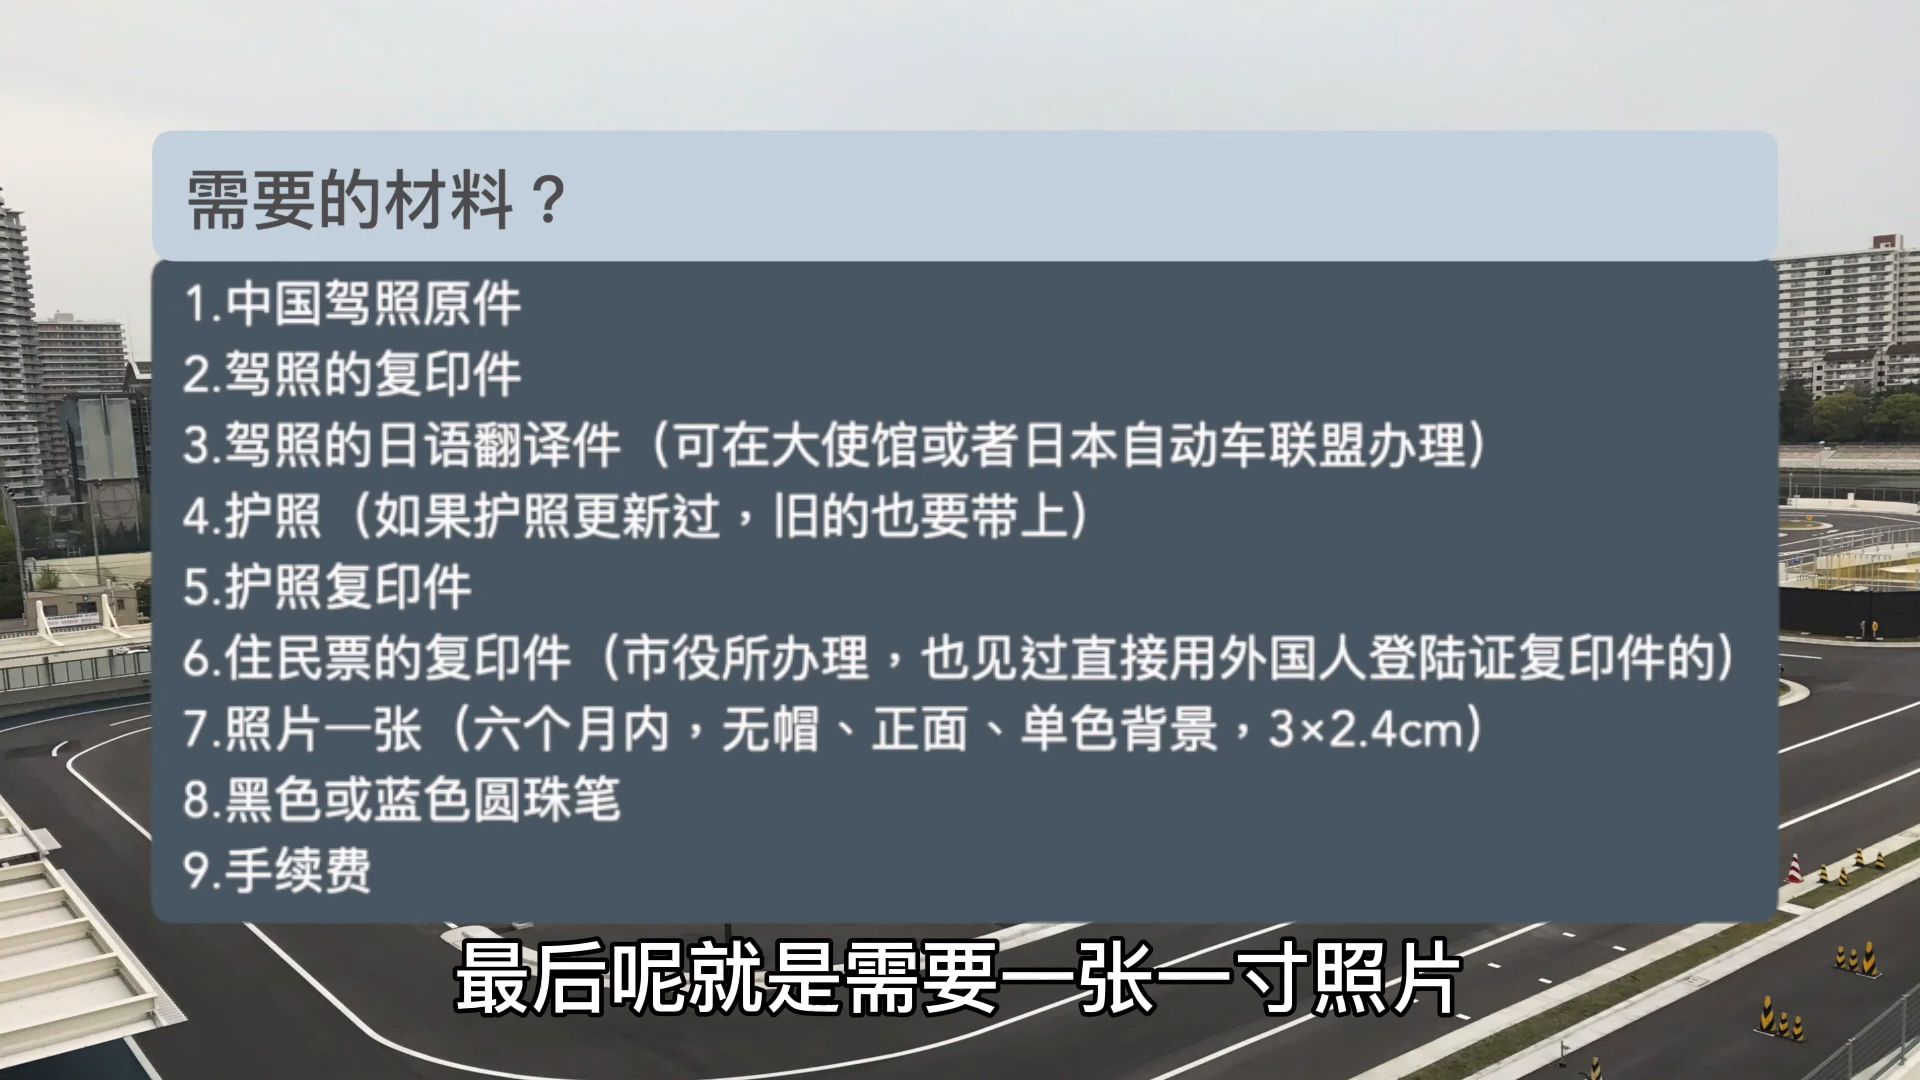 需要的材料？
1.中国驾照原件
2.驾照的复印件
3.驾照的日语翻译件（可在大使馆或者日本自动车联盟办理）
4.护照（如果护照更新过，旧的也要带上）
5.护照复印件
6.住民票的复印件（市役所办理，也见过直接用外国人登陆证复印件的）
7.照片一张（六个月内，无帽、正面、单色背景，3×2.4cm）
8.黑色或蓝色圆珠笔
9.手续费
最后呢就是需要一张一寸照片